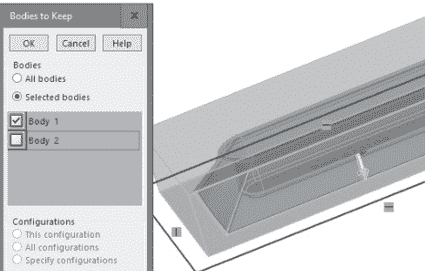 Bodies to Keep
OK Cancel Help
Bodies
All bodies
Selected bodies
Body 1
Body 2
Configurations
This configuration
All configurations
Specify configurations